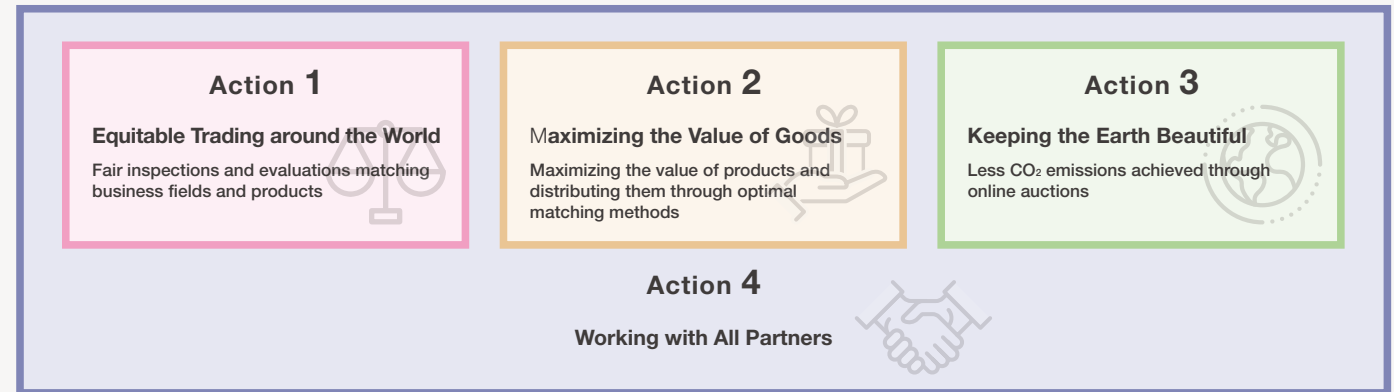 Action 1
Equitable Trading around the World
Fair inspections and evaluations matching
business fields and products
Action 2
Maximizing the Value of Goods
Maximizing the value of products and
distributing them through optimal
matching methods
Action 3
Keeping the Earth Beautiful
Less CO₂ emissions achieved through
online auctions
Action 4
Working with All Partners